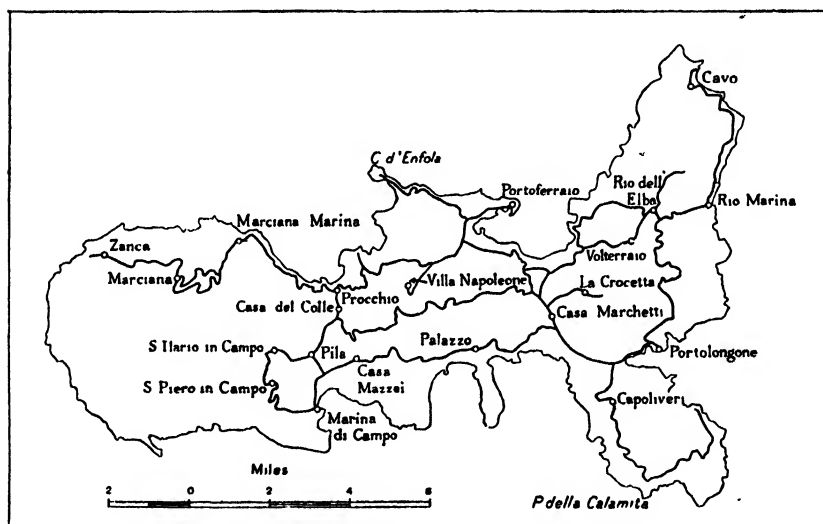 Cavo
C d'Enfola
Portoferraio
Rio dell
Elba
Rio Marina
Marciana Marina
Zanca
Marciana
Volterraio
Villa Napoleone
La Crocetta
Procchio
Casa del Colle
Casa Marchetti
S Ilario in Campo
Pila
Palazzo
Portolongone
S Piero in Campo
Casa
Mazzei
Capoliveri
Marina
di Campo
Miles
2 0 2 4 6
P della Calamita